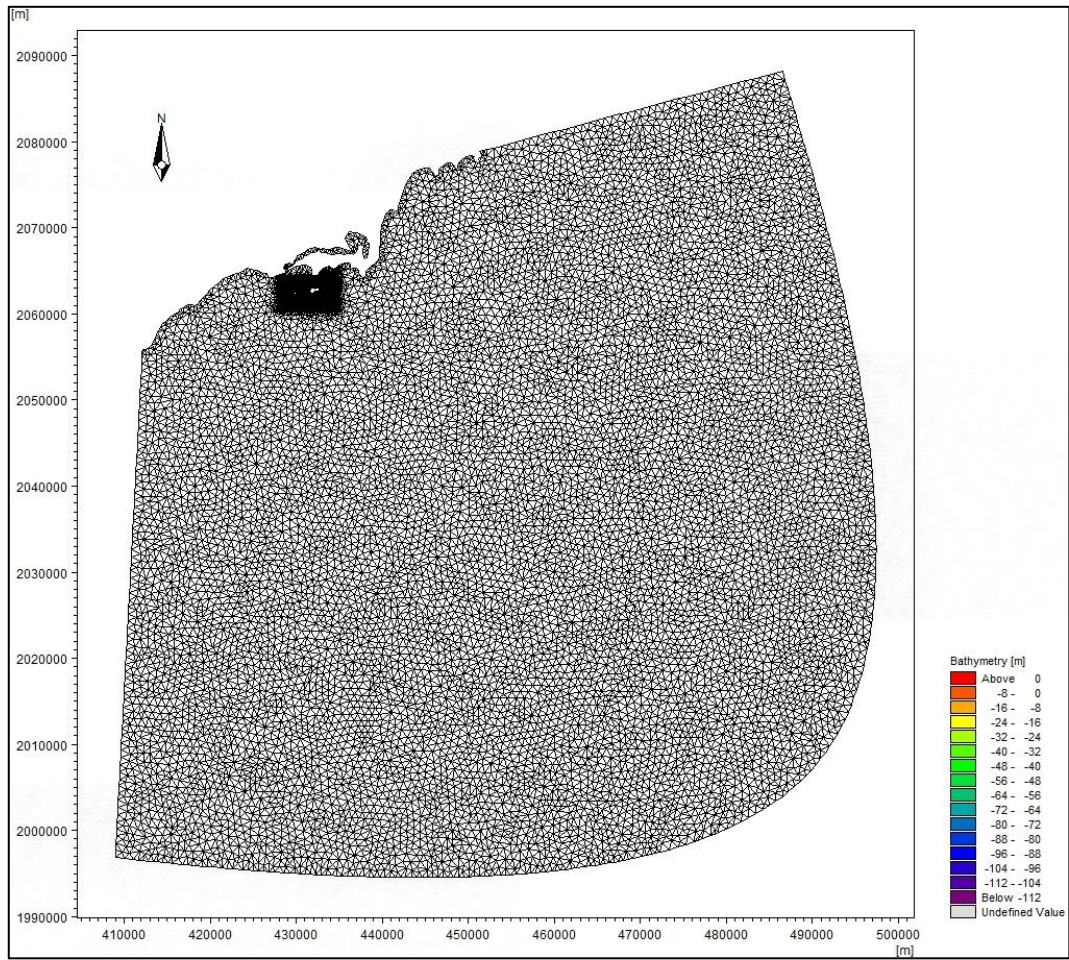 [m]
2090000
N
2080000
2070000
2060000
2050000
2040000
2030000
2020000
2010000
2000000
1990000
410000 420000 430000 440000 450000 460000 470000 480000 490000 500000
[m]
Bathymetry [m]
Above 0
-8 - 0
-16 - -8
-24 - -16
-32 - -24
-40 - -32
-48 - -40
-56 - -48
-64 - -56
-72 - -64
-80 - -72
-88 - -80
-96 - -88
-104 - -96
-112 - -104
Below -112
Undefined Value